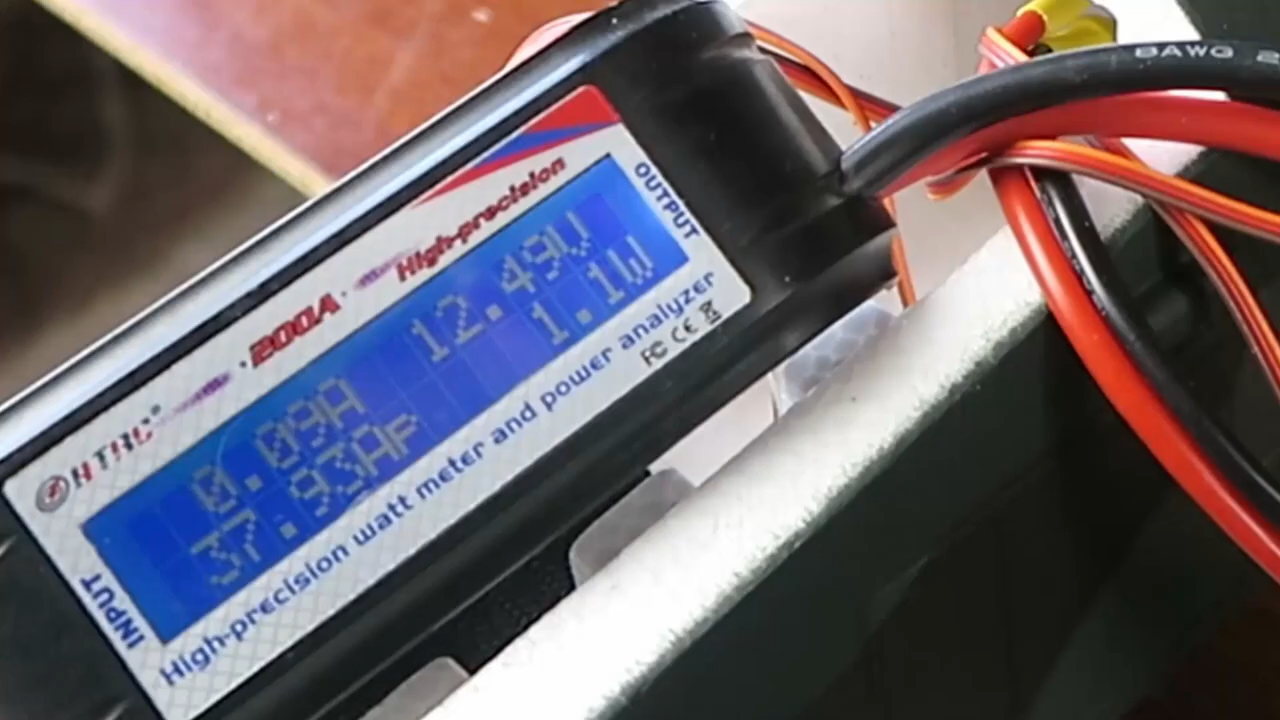 HTRC
200A
High-precision
INPUT
0.09A 12.49V
37.93AP 1.1W
OUTPUT
High-precision watt meter and power analyzer
FC CE
8AWG